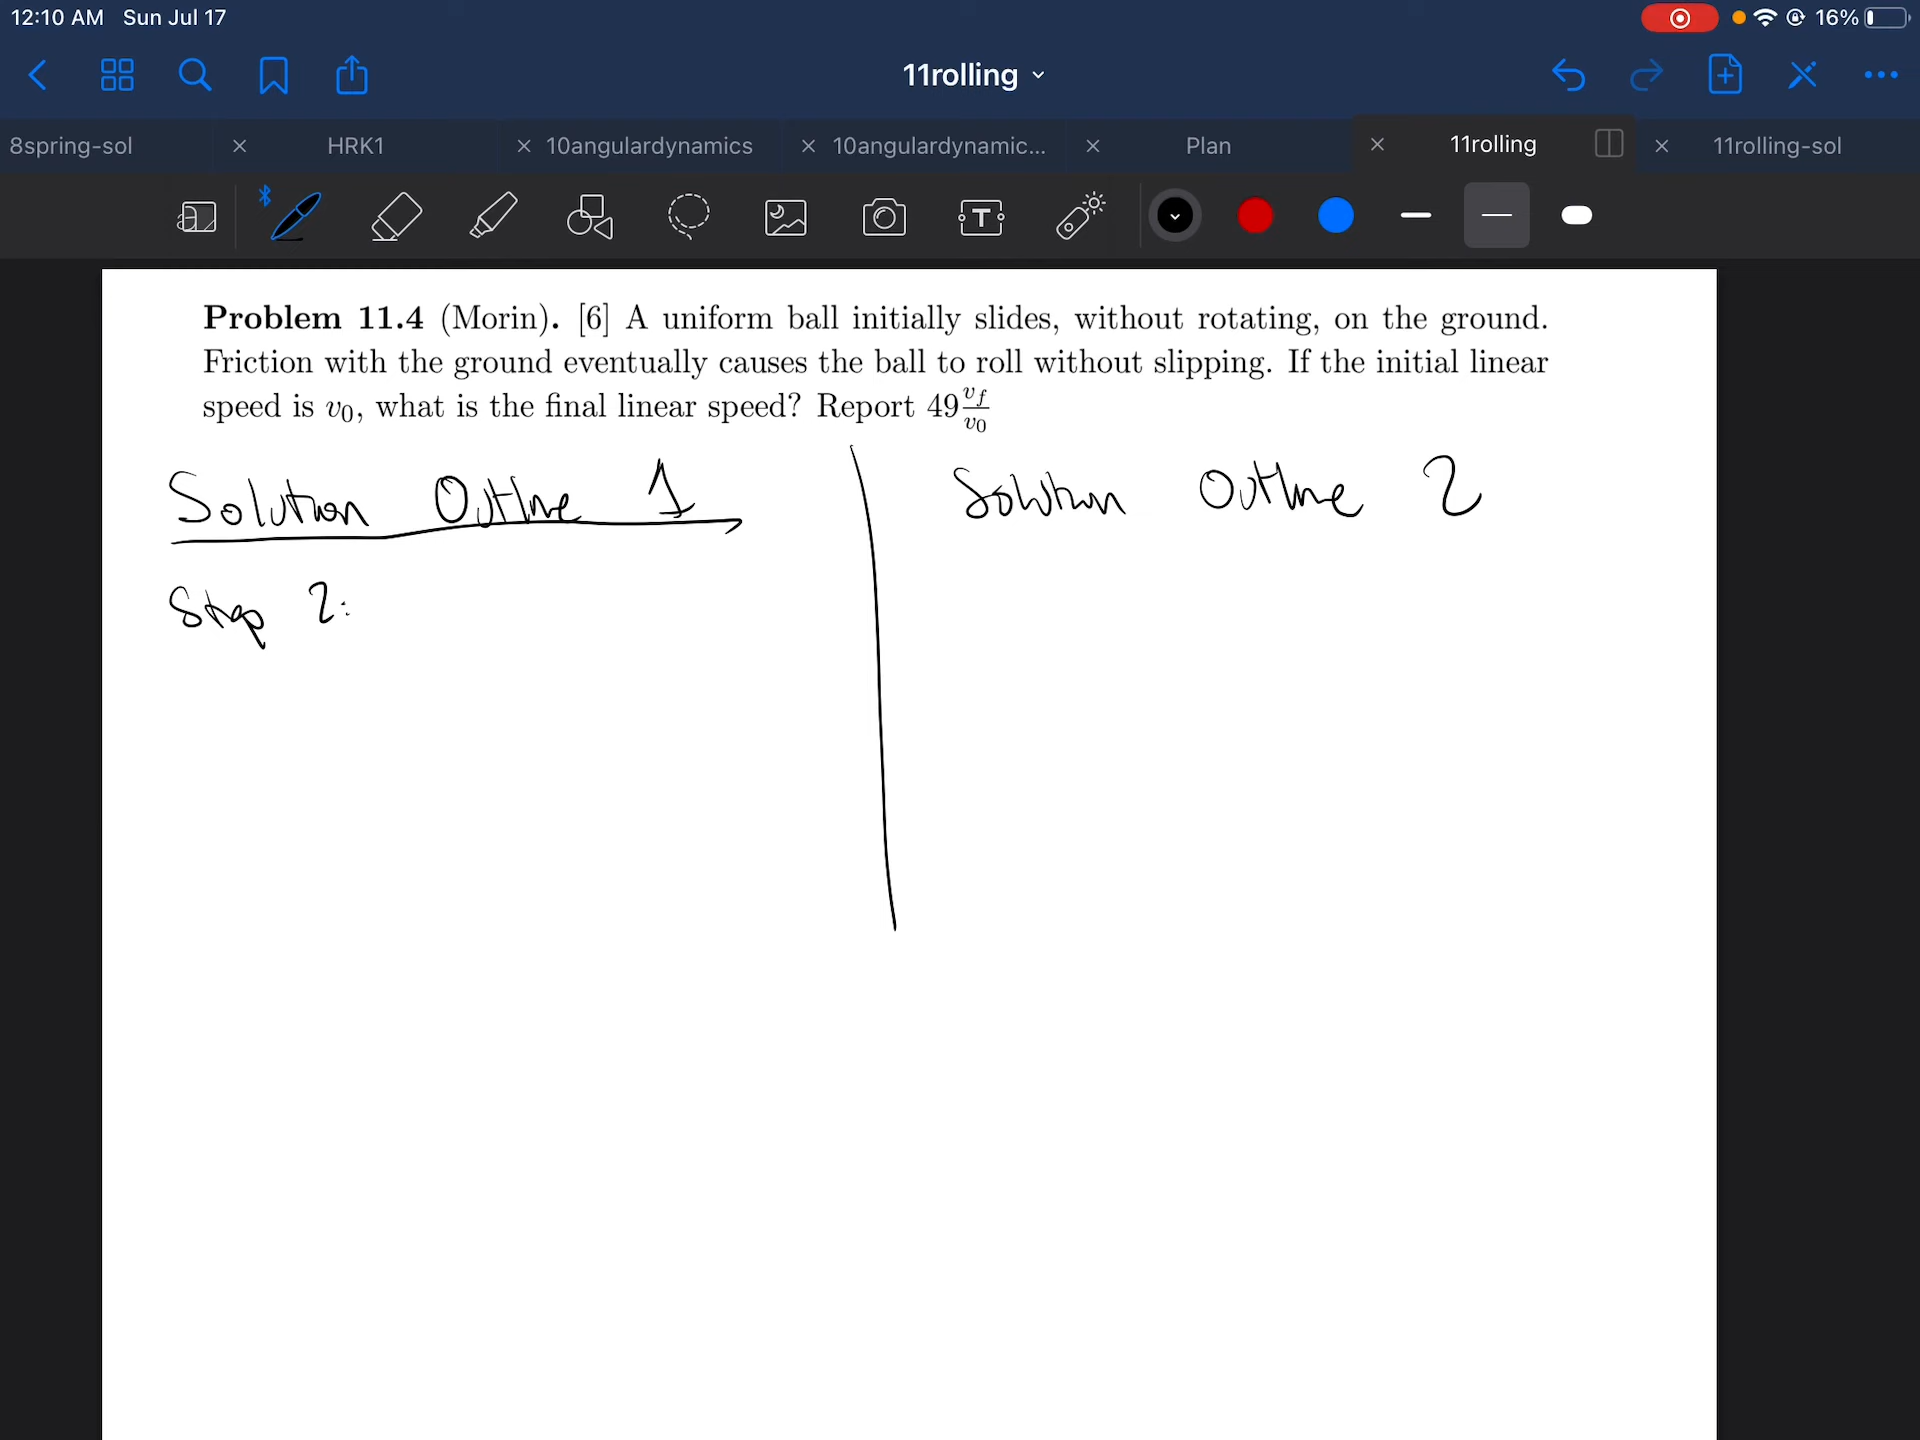 12:10 AM Sun Jul 17
16%
11rolling
8spring-sol
HRK1
10angulardynamics
10angulardynamic...
Plan
11rolling
11rolling-sol
Problem 11.4 (Morin). [6] A uniform ball initially slides, without rotating, on the ground.
Friction with the ground eventually causes the ball to roll without slipping. If the initial linear
speed is v₀, what is the final linear speed? Report 49 v_f/v₀
Solution Outline 1
Solution Outline 2
Step 2: